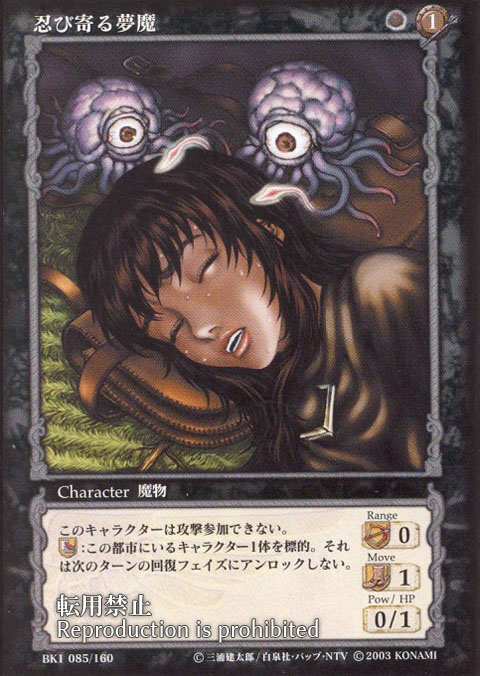 忍び寄る夢魔
1
Character 魔物
このキャラクターは攻撃参加できない。
:この都市にいるキャラクター1体を標的。それ
は次のターンの回復フェイズにアンロックしない。
Range
0
Move
1
Pow/ HP
0/1
転用禁止
Reproduction is prohibited
BK1 085/160
©三浦建太郎/白泉社・バップ・NTV ©2003 KONAMI